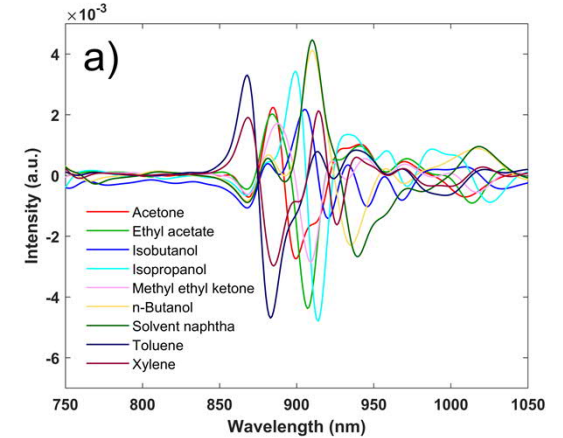 ×10⁻³
a)
4
2
0
-2
-4
-6
Intensity (a.u.)
Acetone
Ethyl acetate
Isobutanol
Isopropanol
Methyl ethyl ketone
n-Butanol
Solvent naphtha
Toluene
Xylene
750 800 850 900 950 1000 1050
Wavelength (nm)